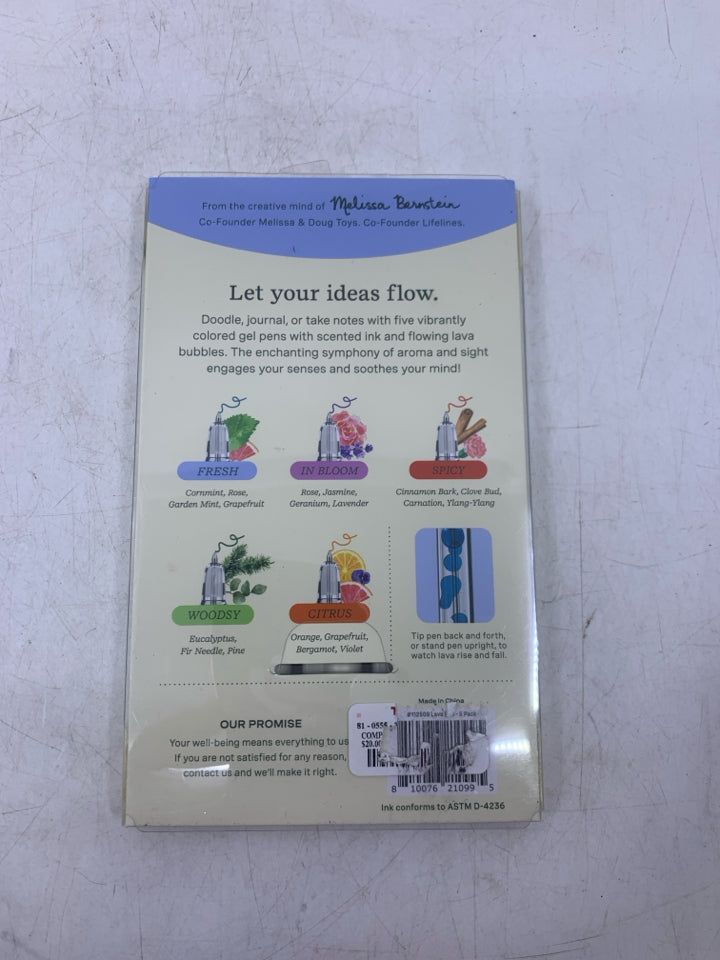 From the creative mind of Melissa Bernstein
Co-Founder Melissa & Doug Toys. Co-Founder Lifelines.
Let your ideas flow.
Doodle, journal, or take notes with five vibrantly
colored gel pens with scented ink and flowing lava
bubbles. The enchanting symphony of aroma and sight
engages your senses and soothes your mind!
FRESH
Cornmint, Rose,
Garden Mint, Grapefruit
IN BLOOM
Rose, Jasmine,
Geranium, Lavender
SPICY
Cinnamon Bark, Clove Bud,
Carnation, Ylang-Ylang
WOODSY
Eucalyptus,
Fir Needle, Pine
CITRUS
Orange, Grapefruit,
Bergamot, Violet
Tip pen back and forth,
or stand pen upright, to
watch lava rise and fall.
OUR PROMISE
Your well-being means everything to us
If you are not satisfied for any reason,
contact us and we'll make it right.
Made in China
Lava
5 Pack
81 - 0555
COMP
8 10076 21099 5
Ink conforms to ASTM D-4236